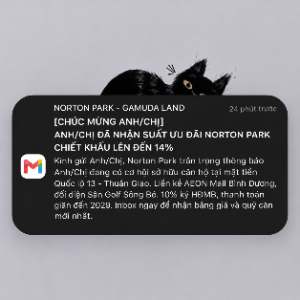 NORTON PARK - GAMUDA LAND
24 phút trước
[CHÚC MỪNG ANH/CHỊ]
ANH/CHỊ ĐÃ NHẬN SUẤT ƯU ĐÃI NORTON PARK
CHIẾT KHẤU LÊN ĐẾN 14%
Kính gửi Anh/Chị, Norton Park trân trọng thông báo
Anh/Chị đang có cơ hội sở hữu căn hộ tại mặt tiền
Quốc lộ 13 - Thuận Giao. Liền kề AEON Mall Bình Dương,
đối diện Sân Golf Sông Bé. 10% ký HĐMB, thanh toán
giãn đến 2029. Inbox ngay để nhận bảng giá và quỹ căn
mới nhất.